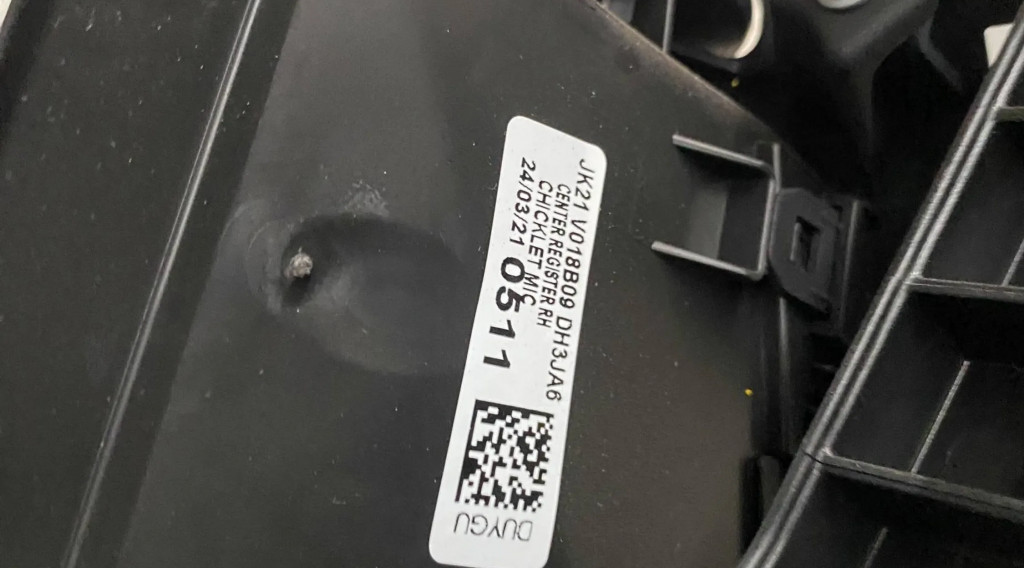 JK21 V018B09 DH3JA6
CENTER REGISTER RH
CHICKLET MIC
24/03/21 0511
DUYGU